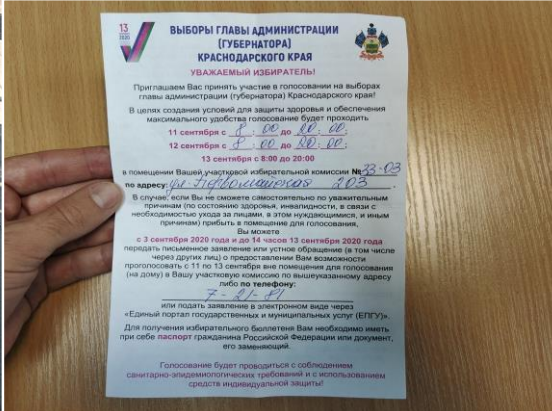 13
2020
ВЫБОРЫ ГЛАВЫ АДМИНИСТРАЦИИ
(ГУБЕРНАТОРА)
КРАСНОДАРСКОГО КРАЯ
УВАЖАЕМЫЙ ИЗБИРАТЕЛЬ!
Приглашаем Вас принять участие в голосовании на выборах
главы администрации (губернатора) Краснодарского края!
В целях создания условий для защиты здоровья и обеспечения
максимального удобства голосование будет проходить
11 сентября с 8:00 до 20:00;
12 сентября с 8:00 до 20:00;
13 сентября с 8:00 до 20:00
в помещении Вашей участковой избирательной комиссии №33-03
по адресу: ул. Первомайская 203.
В случае, если Вы не сможете самостоятельно по уважительным
причинам (по состоянию здоровья, инвалидности, в связи с
необходимостью ухода за лицами, в этом нуждающимися, и иным
причинам) прибыть в помещение для голосования,
Вы можете
с 3 сентября 2020 года и до 14 часов 13 сентября 2020 года
передать письменное заявление или устное обращение (в том числе
через других лиц) о предоставлении Вам возможности
проголосовать с 11 по 13 сентября вне помещения для голосования
(на дому) в Вашу участковую комиссию по вышеуказанному адресу
либо по телефону:
7-21-81
или подать заявление в электронном виде через
«Единый портал государственных и муниципальных услуг (ЕПГУ)».
Для получения избирательного бюллетеня Вам необходимо иметь
при себе паспорт гражданина Российской Федерации или документ,
его заменяющий.
Голосование будет проводиться с соблюдением
санитарно-эпидемиологических требований и с использованием
средств индивидуальной защиты!